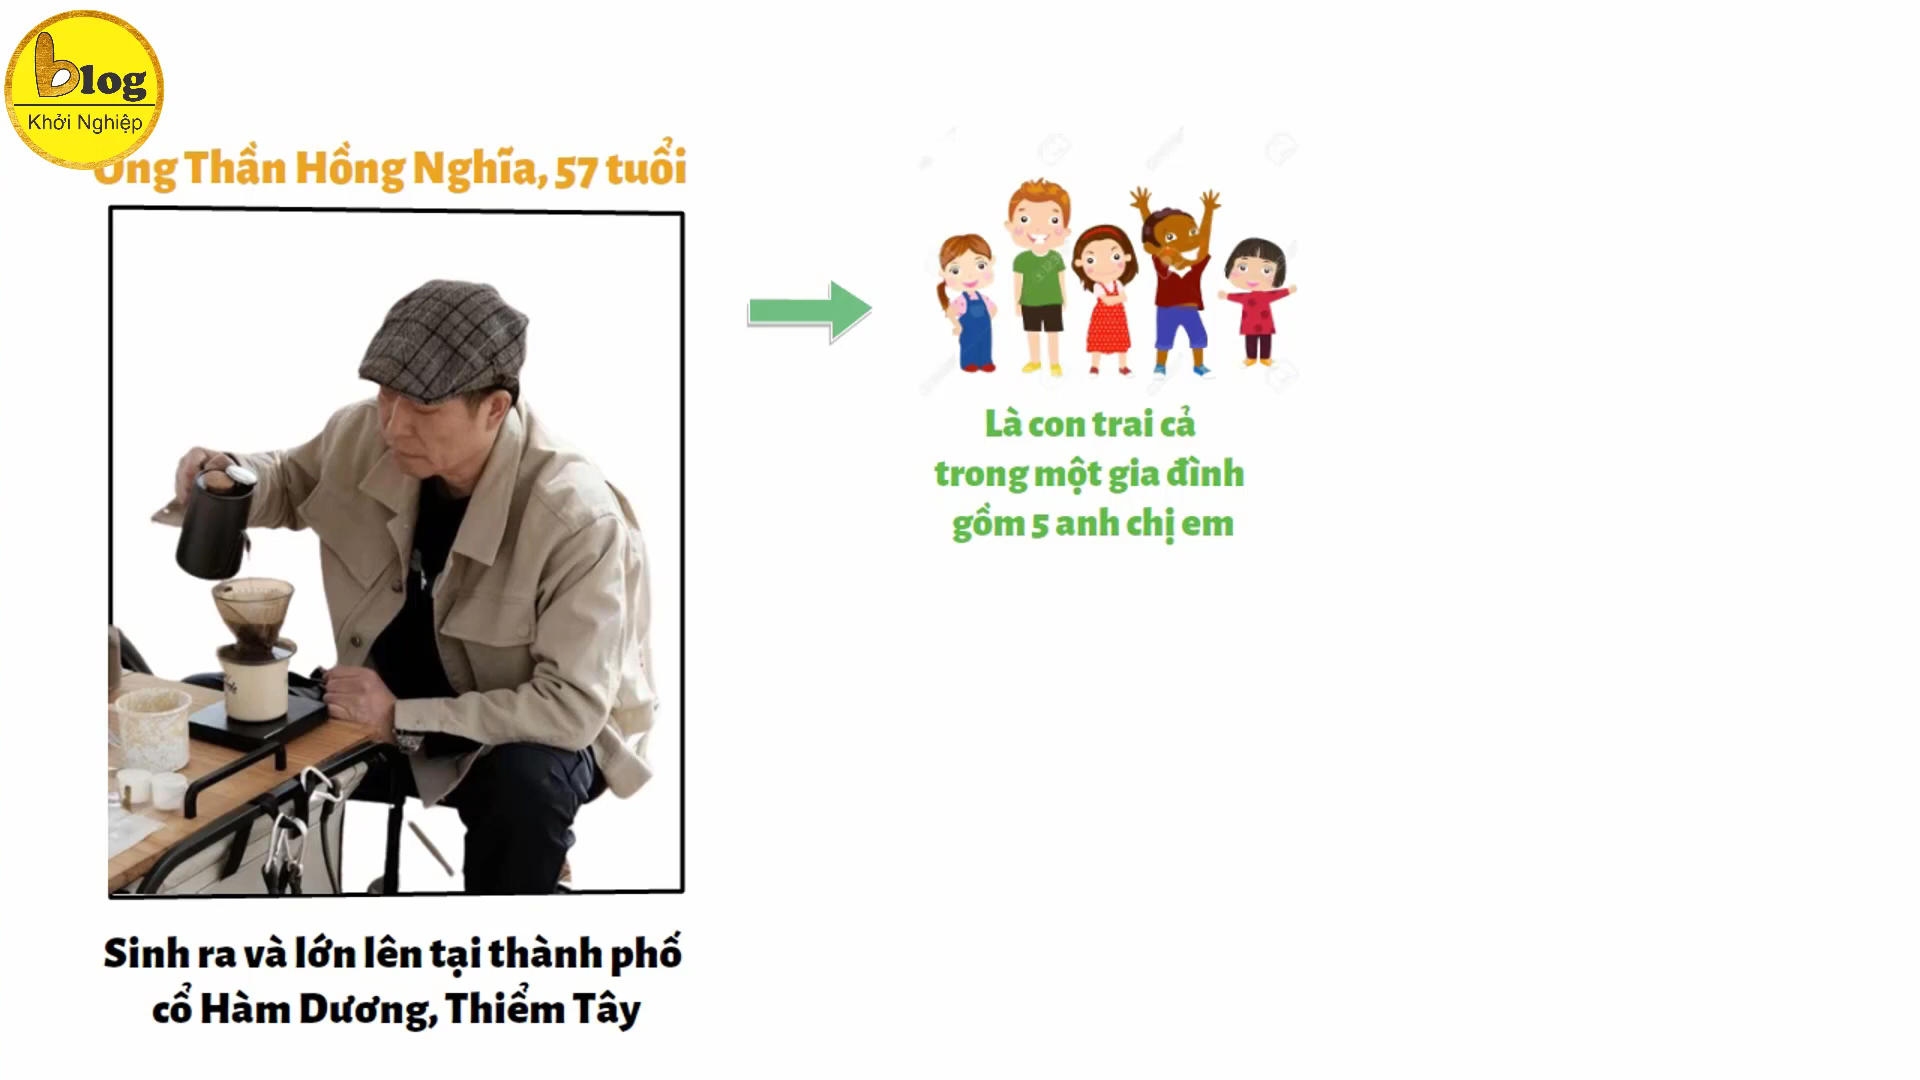 blog
Khởi Nghiệp
Ông Thần Hồng Nghĩa, 57 tuổi
Là con trai cả
trong một gia đình
gồm 5 anh chị em
Sinh ra và lớn lên tại thành phố
cổ Hàm Dương, Thiểm Tây